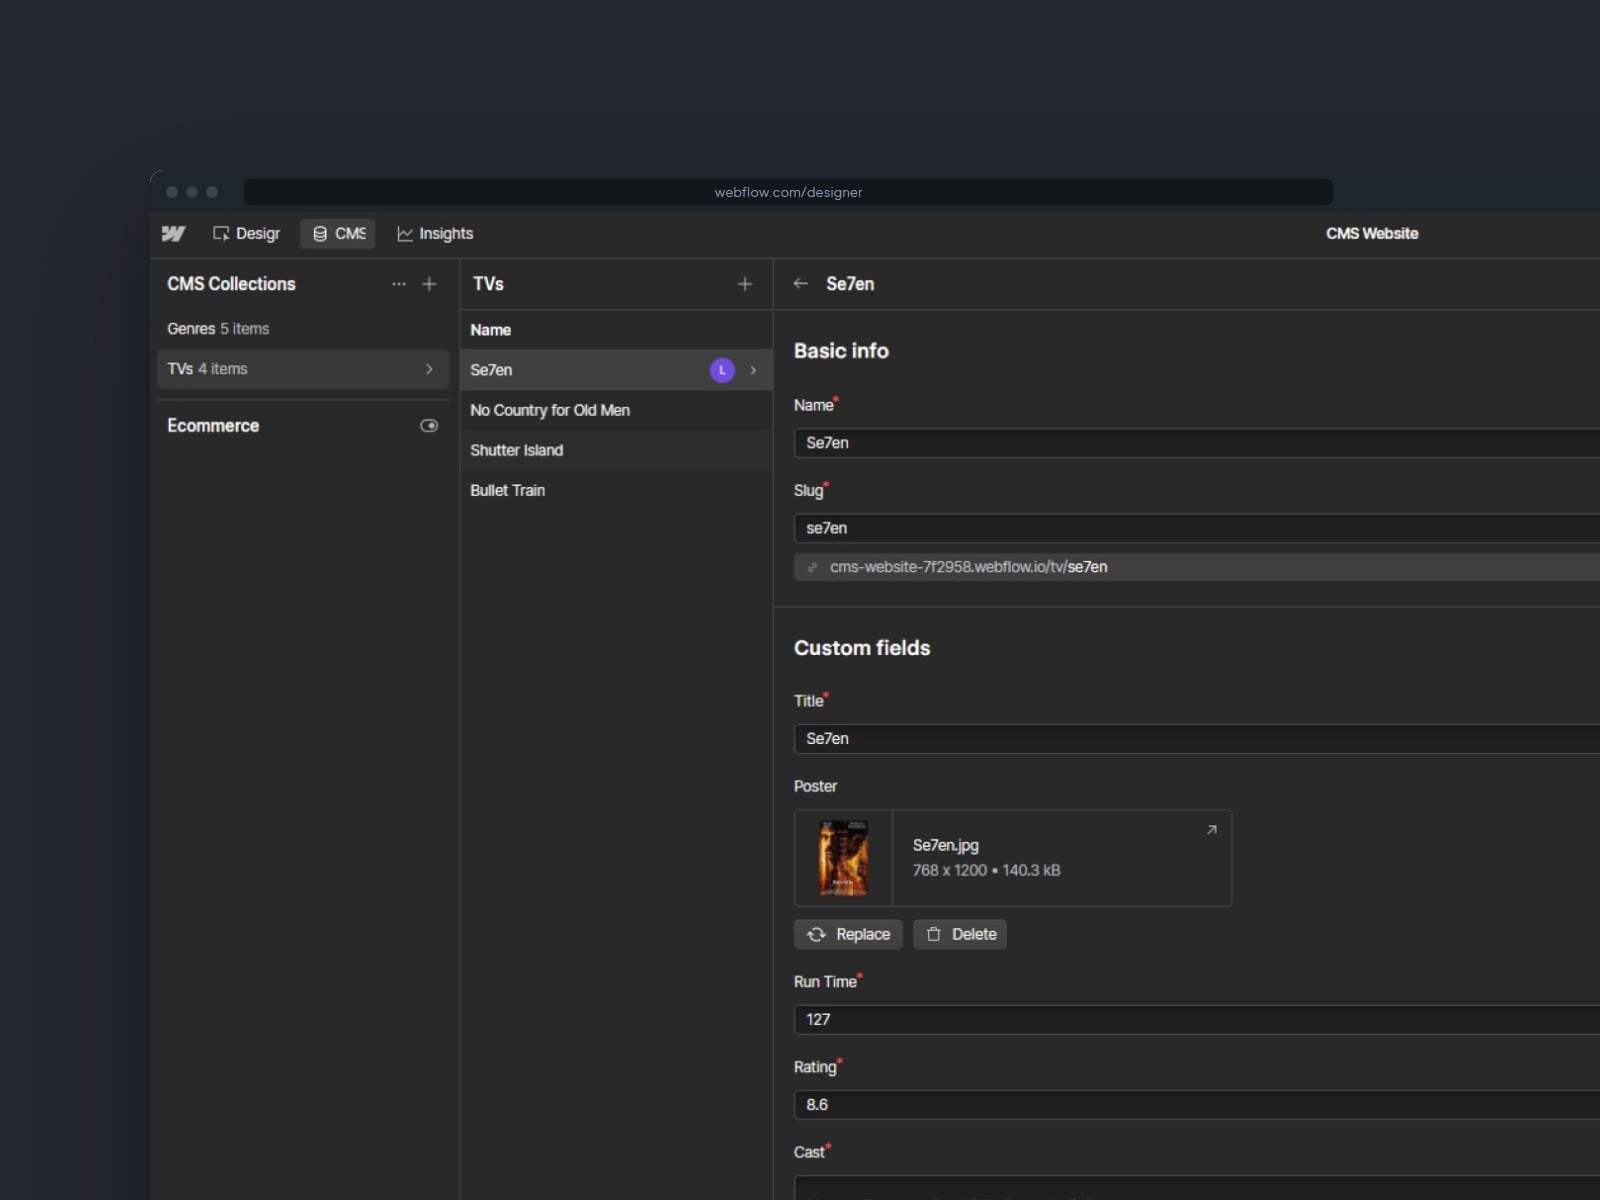 webflow.com/designer
Design CMS Insights CMS Website
CMS Collections
Genres 5 items
TVs 4 items
Ecommerce
TVs
Name
Se7en L
No Country for Old Men
Shutter Island
Bullet Train
Se7en
Basic info
Name*
Se7en
Slug*
se7en
cms-website-7f2958.webflow.io/tv/se7en
Custom fields
Title*
Se7en
Poster
Se7en.jpg
768 x 1200 • 140.3 kB
Replace Delete
Run Time*
127
Rating*
8.6
Cast*